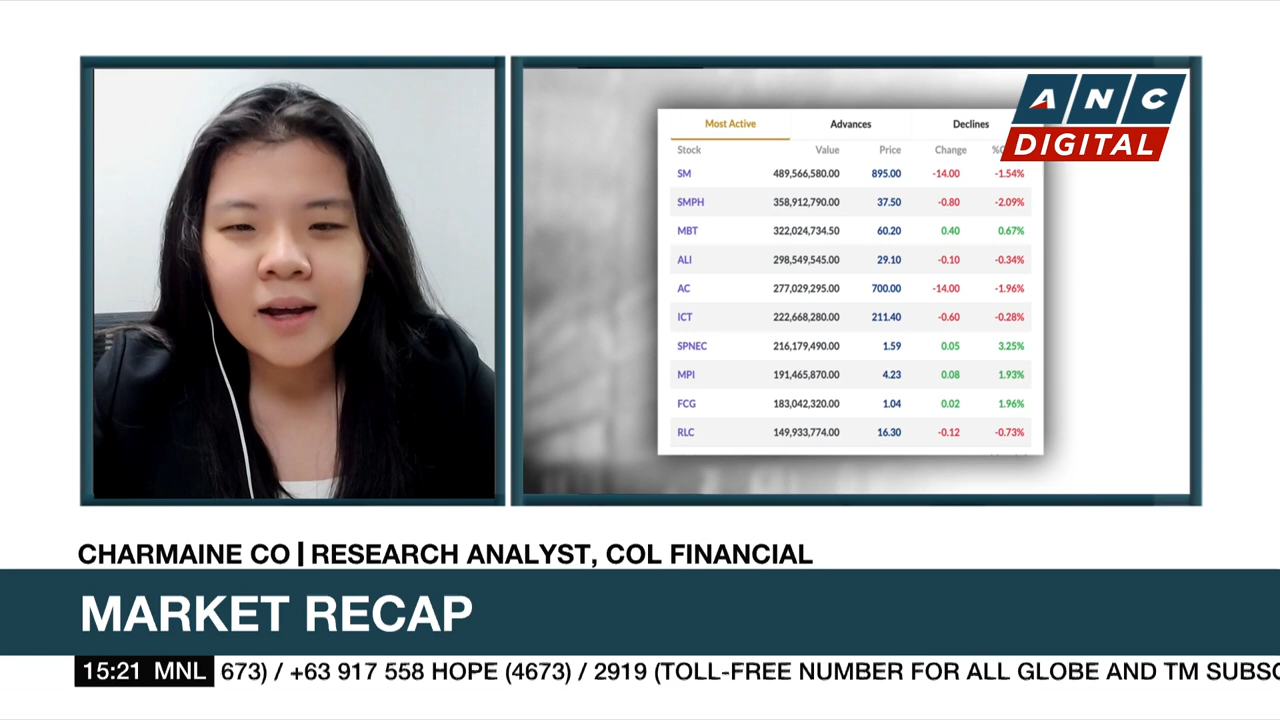 ANC
DIGITAL
Most Active Advances Declines
Stock Value Price Change
SM 489,566,580.00 895.00 -14.00 -1.54%
SMPH 358,912,790.00 37.50 -0.80 -2.09%
MBT 322,024,734.50 60.20 0.40 0.67%
ALI 298,549,545.00 29.10 -0.10 -0.34%
AC 277,029,295.00 700.00 -14.00 -1.96%
ICT 222,668,280.00 211.40 -0.60 -0.28%
SPNEC 216,179,490.00 1.59 0.05 3.25%
MPI 191,465,870.00 4.23 0.08 1.93%
FCG 183,042,320.00 1.04 0.02 1.96%
RLC 149,933,774.00 16.30 -0.12 -0.73%
CHARMAINE CO | RESEARCH ANALYST, COL FINANCIAL
MARKET RECAP
15:21 MNL 673) / +63 917 558 HOPE (4673) / 2919 (TOLL-FREE NUMBER FOR ALL GLOBE AND TM SUBSC